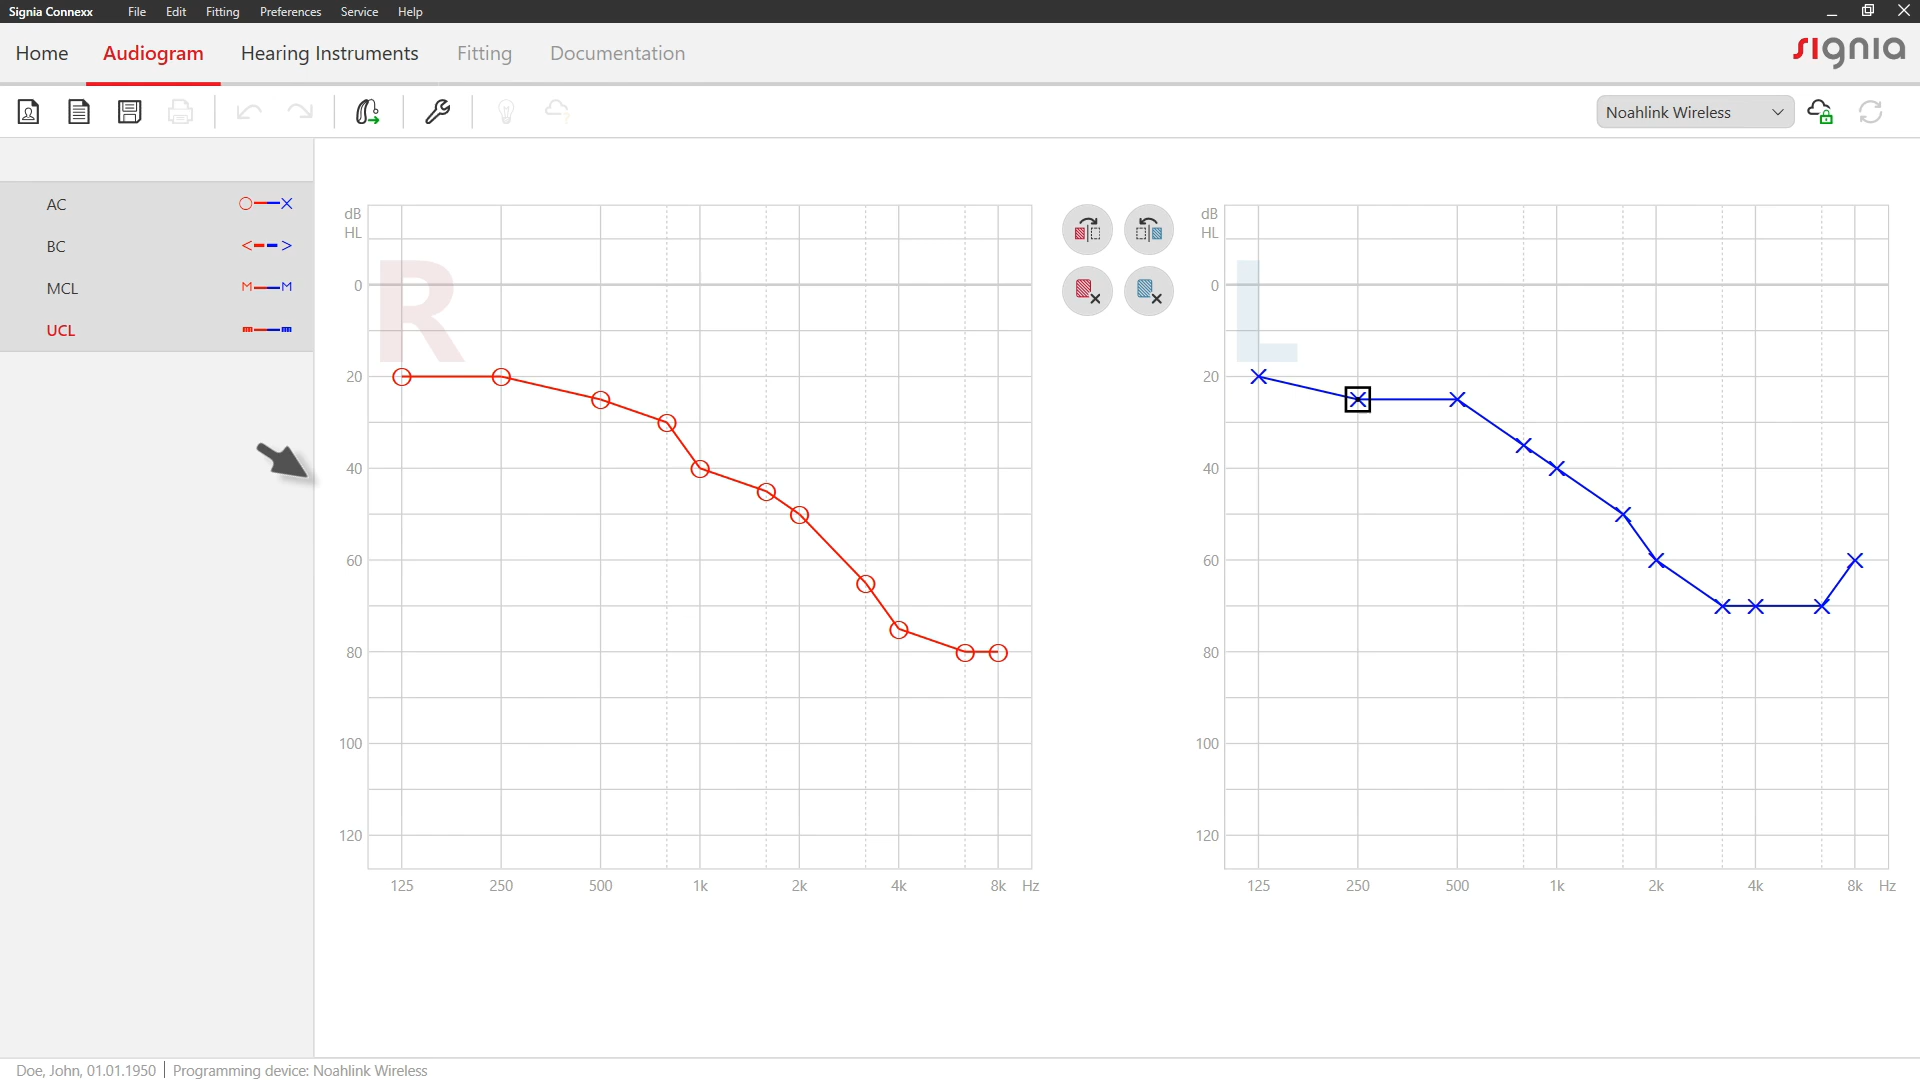 Signia Connexx File Edit Fitting Preferences Service Help
Home Audiogram Hearing Instruments Fitting Documentation
signia
Noahlink Wireless
AC
BC
MCL M M
UCL m m
dB
HL
R
0
20
40
60
80
100
120
125 250 500 1k 2k 4k 8k Hz
dB
HL
L
0
20
40
60
80
100
120
125 250 500 1k 2k 4k 8k Hz
Doe, John, 01.01.1950 Programming device: Noahlink Wireless